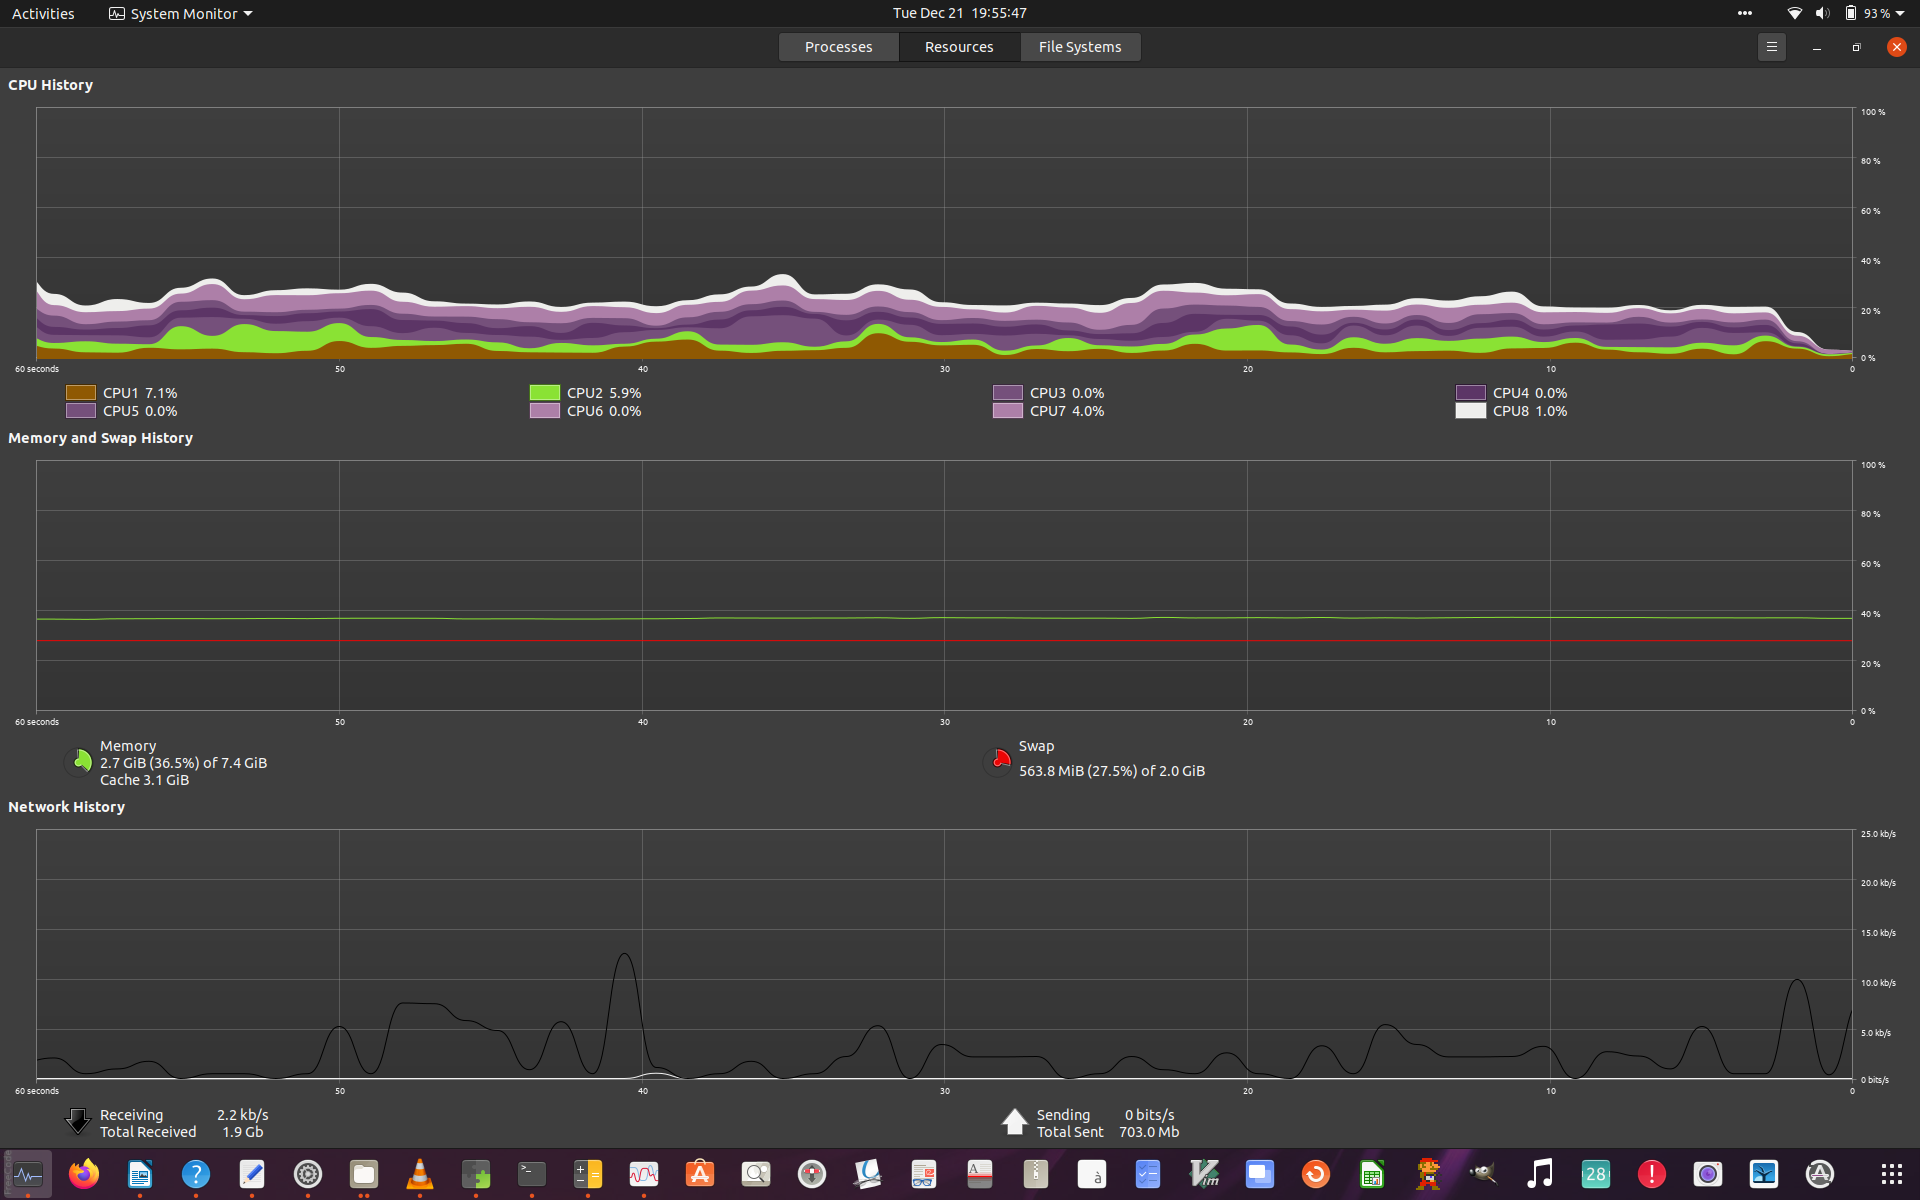 Activities System Monitor Tue Dec 21 19:55:47 93 %
Processes Resources File Systems
CPU History
100 %
80 %
60 %
40 %
20 %
0 %
60 seconds 50 40 30 20 10 0
CPU1 7.1% CPU2 5.9% CPU3 0.0% CPU4 0.0%
CPU5 0.0% CPU6 0.0% CPU7 4.0% CPU8 1.0%
Memory and Swap History
100 %
80 %
60 %
40 %
20 %
0 %
60 seconds 50 40 30 20 10 0
Memory
2.7 GiB (36.5%) of 7.4 GiB
Cache 3.1 GiB
Swap
563.8 MiB (27.5%) of 2.0 GiB
Network History
25.0 kb/s
20.0 kb/s
15.0 kb/s
10.0 kb/s
5.0 kb/s
0 bits/s
60 seconds 50 40 30 20 10 0
Receiving 2.2 kb/s
Total Received 1.9 Gb
Sending 0 bits/s
Total Sent 703.0 Mb
28